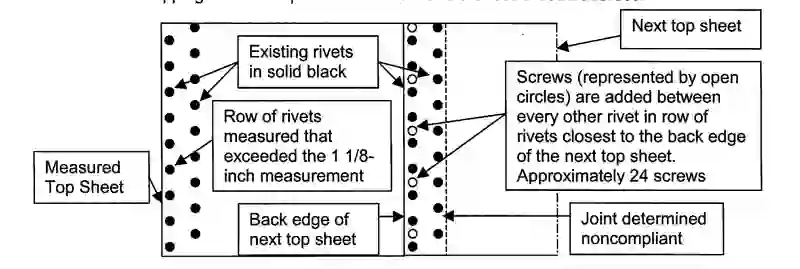 Next top sheet
Existing rivets
in solid black
Screws (represented by open
circles) are added between
every other rivet in row of
rivets closest to the back edge
of the next top sheet.
Approximately 24 screws
Row of rivets
measured that
exceeded the 1 1/8-
inch measurement
Measured
Top Sheet
Back edge of
next top sheet
Joint determined
noncompliant